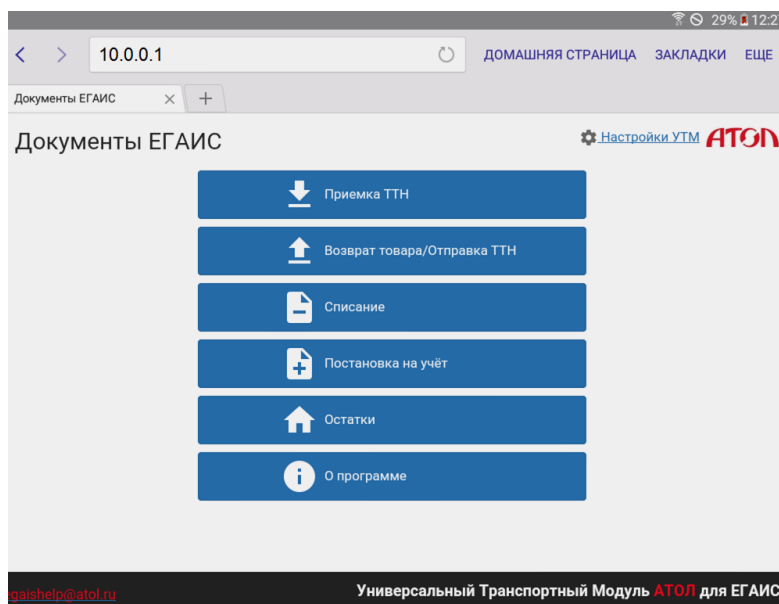 29% 12:2
10.0.0.1 ДОМАШНЯЯ СТРАНИЦА ЗАКЛАДКИ ЕЩЕ
Документы ЕГАИС
Документы ЕГАИС
Настройки УТМ АТОЛ
Приемка ТТН
Возврат товара/Отправка ТТН
Списание
Постановка на учёт
Остатки
О программе
egaishelp@atol.ru Универсальный Транспортный Модуль АТОЛ для ЕГАИС